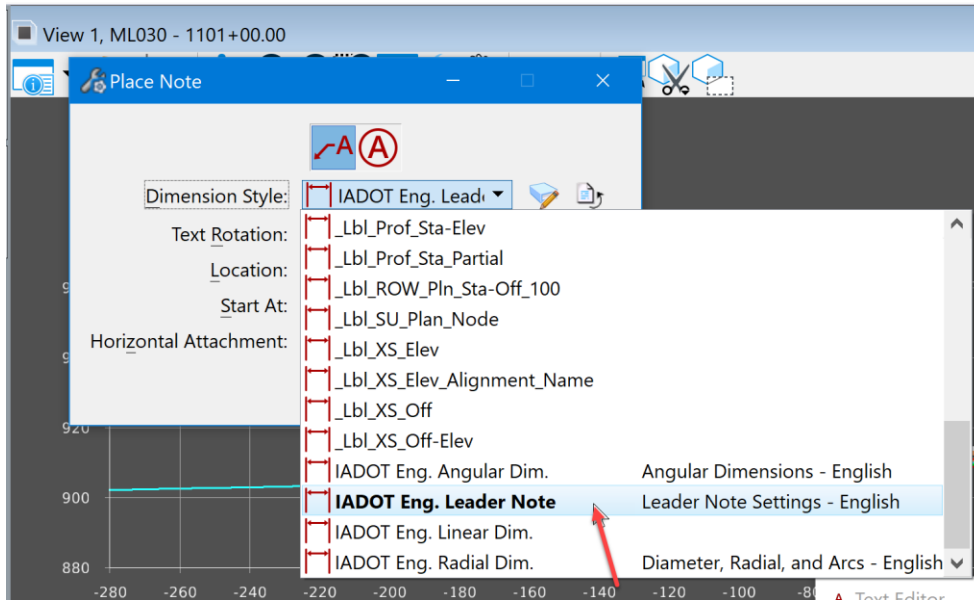 View 1, ML030 - 1101+00.00
Place Note
A A
Dimension Style: IADOT Eng. Lead
Text Rotation:
Location:
Start At:
Horizontal Attachment:
_Lbl_Prof_Sta-Elev
_Lbl_Prof_Sta_Partial
_Lbl_ROW_Pln_Sta-Off_100
_Lbl_SU_Plan_Node
_Lbl_XS_Elev
_Lbl_XS_Elev_Alignment_Name
_Lbl_XS_Off
_Lbl_XS_Off-Elev
IADOT Eng. Angular Dim. Angular Dimensions - English
IADOT Eng. Leader Note Leader Note Settings - English
IADOT Eng. Linear Dim.
IADOT Eng. Radial Dim. Diameter, Radial, and Arcs - English
920
900
880
-280 -260 -240 -220 -200 -180 -160 -140 -120 -100
A Text Editor